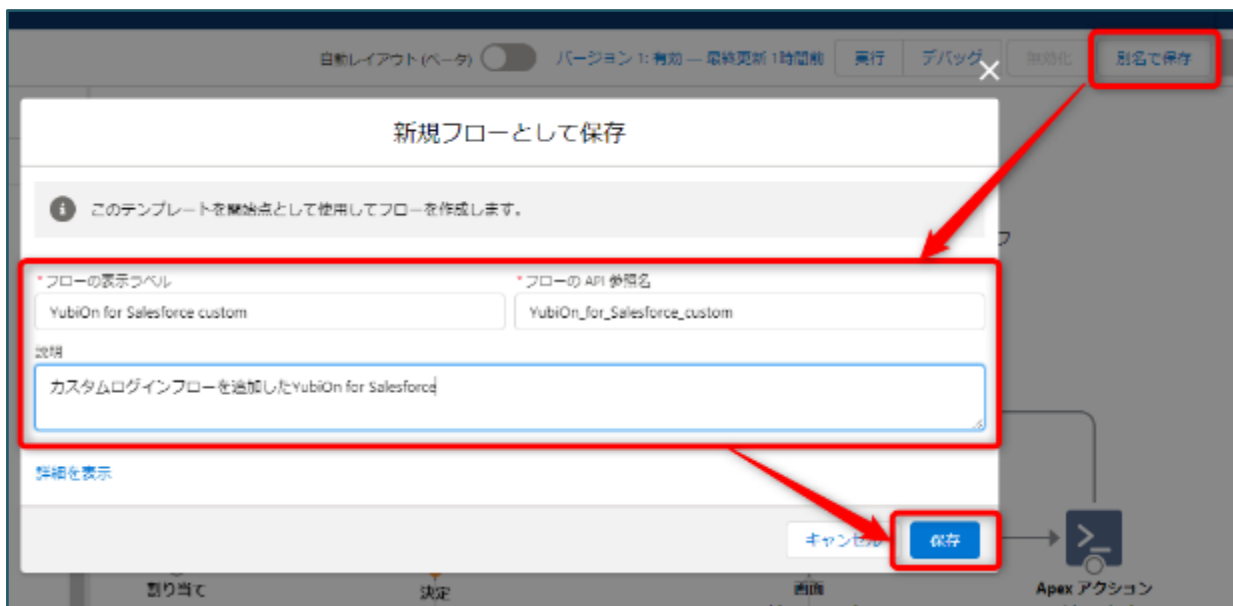 自動レイアウト (ベータ) バージョン 1: 有効 — 最終更新 1時間前 実行 デバッグ 無効化 別名で保存
新規フローとして保存
このテンプレートを開始点として使用してフローを作成します。
*フローの表示ラベル *フローの API 参照名
YubiOn for Salesforce custom YubiOn_for_Salesforce_custom
説明
カスタムログインフローを追加したYubiOn for Salesforce
詳細を表示
キャンセル 保存
割り当て 決定 画面 Apex アクション